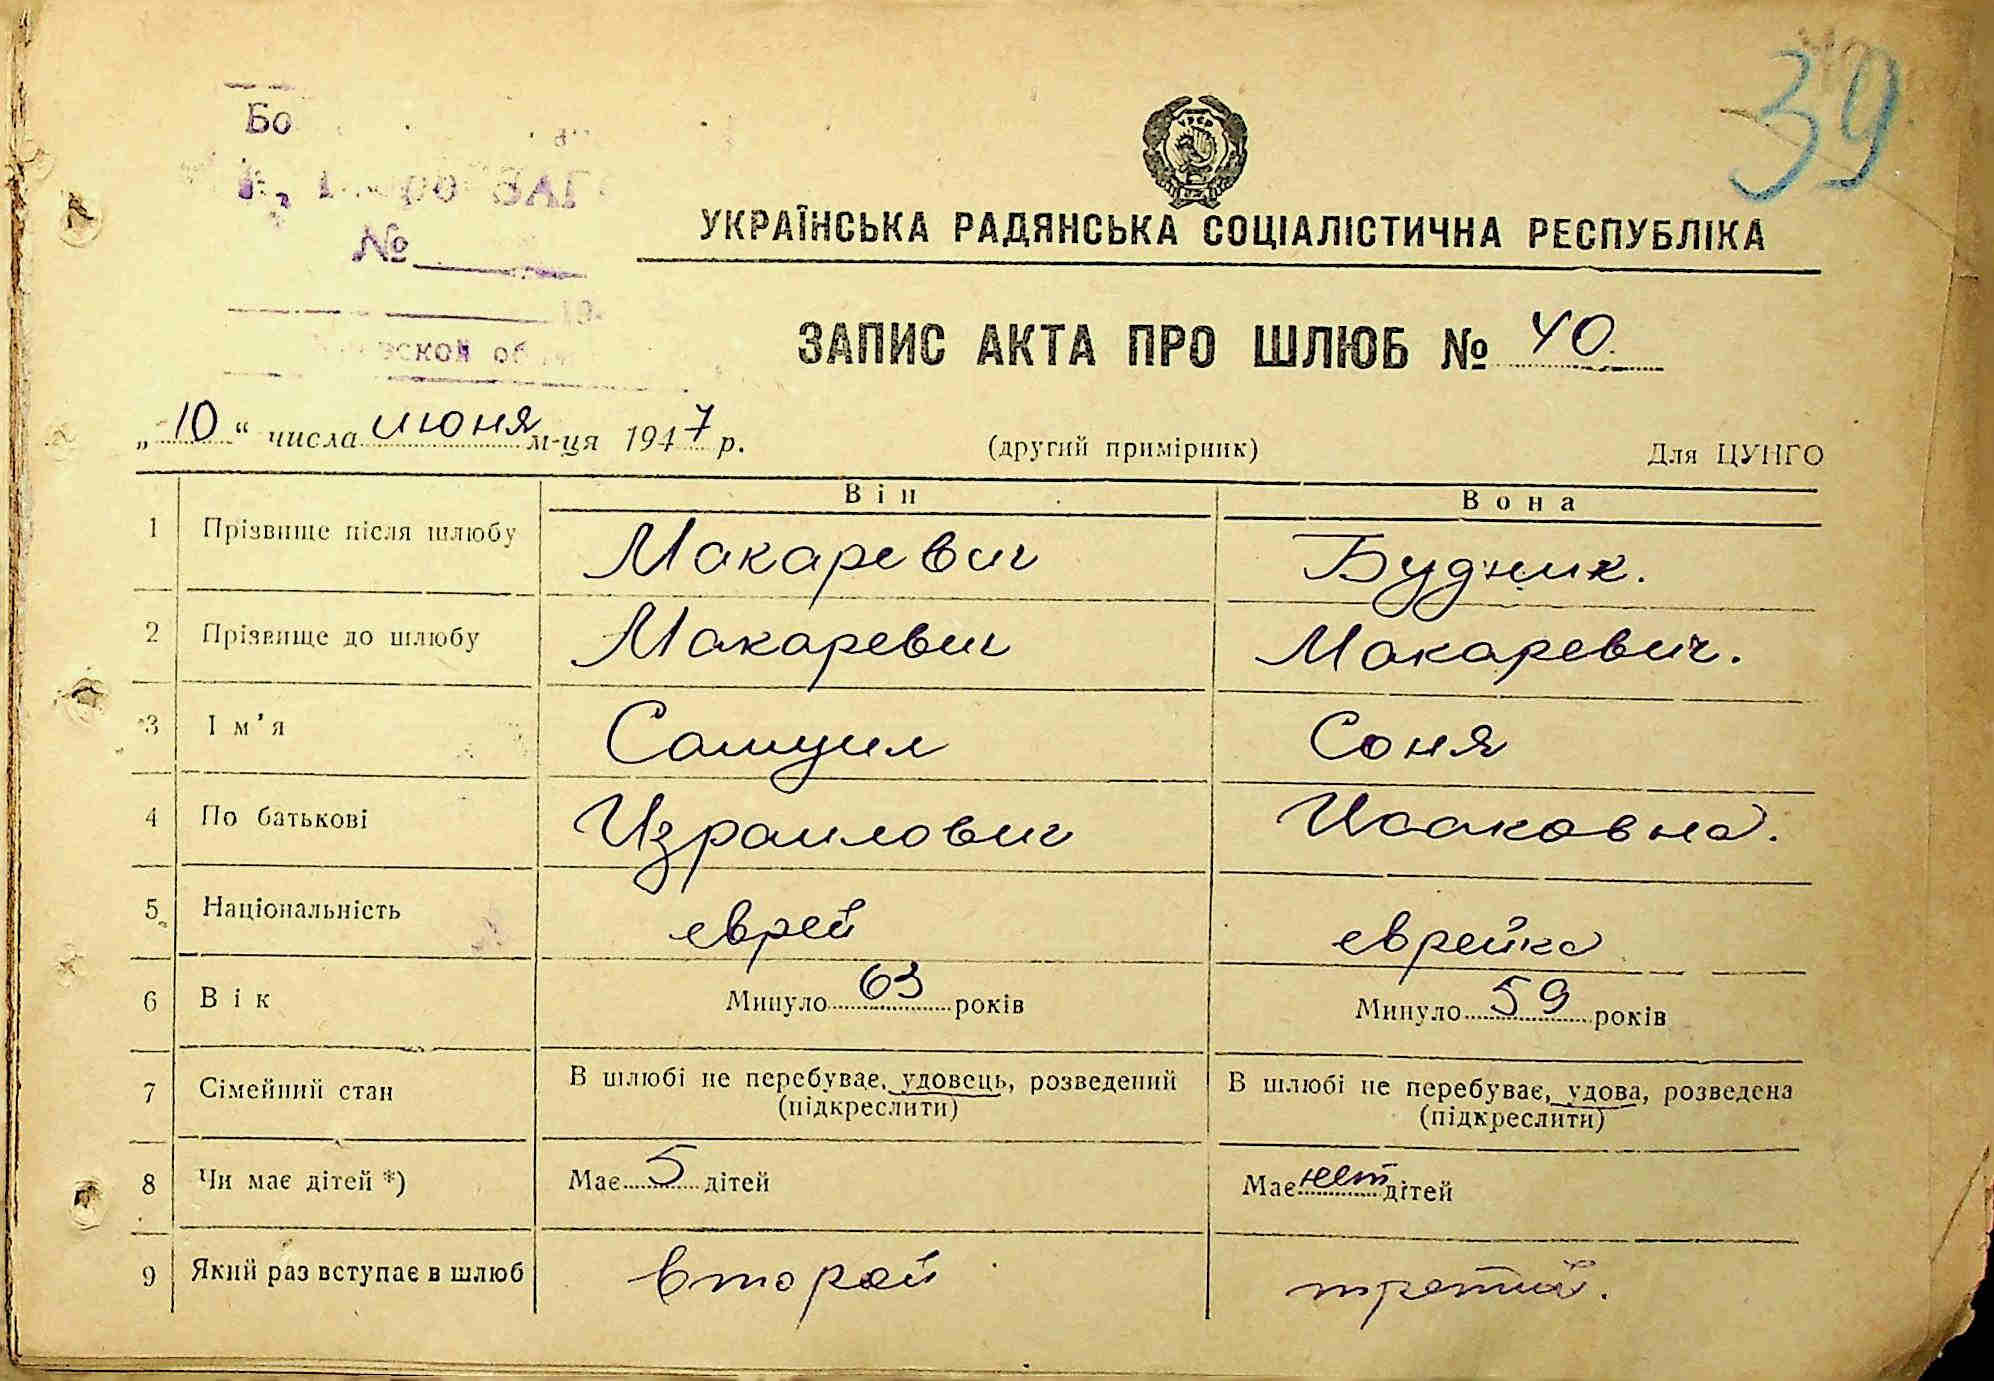 39
Бо
ЗАГС
№
УРСР
УКРАЇНСЬКА РАДЯНСЬКА СОЦІАЛІСТИЧНА РЕСПУБЛІКА
ЗАПИС АКТА ПРО ШЛЮБ № 40.
„10“ числа июня м-ця 1947 р. (другий примірник) Для ЦУНГО
Він Вона
1 Прізвище після шлюбу Макаревич Будник.
2 Прізвище до шлюбу Макаревич Макаревич.
3 Ім’я Самуил Соня
4 По батькові Израилович Исаковна.
5 Національність еврей еврейка
6 Вік Минуло 63 років Минуло 59 років
7 Сімейний стан В шлюбі не перебуває, удовець, розведений (підкреслити) В шлюбі не перебуває, удова, розведена (підкреслити)
8 Чи має дітей *) Має 5 дітей Має нет дітей
9 Який раз вступає в шлюб второй третий.